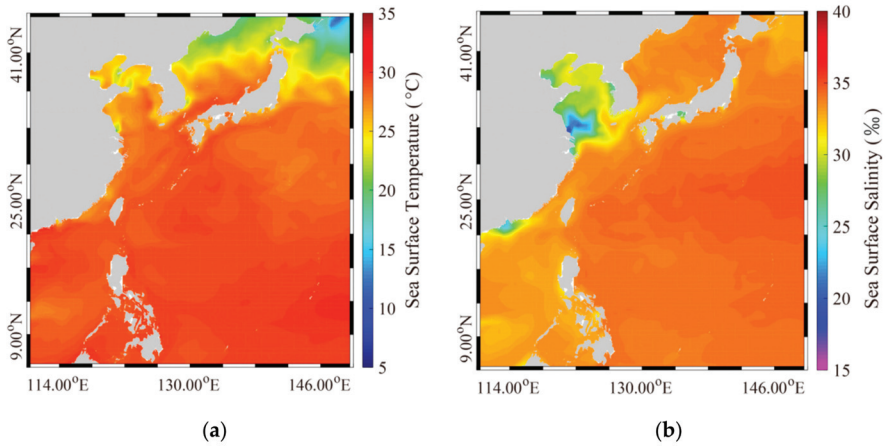 41.00°N
25.00°N
9.00°N
114.00°E
130.00°E
146.00°E
35
30
25
20
15
10
5
Sea Surface Temperature ( °C)
(a)
41.00°N
25.00°N
9.00°N
114.00°E
130.00°E
146.00°E
40
35
30
25
20
15
Sea Surface Salinity ( ‰)
(b)